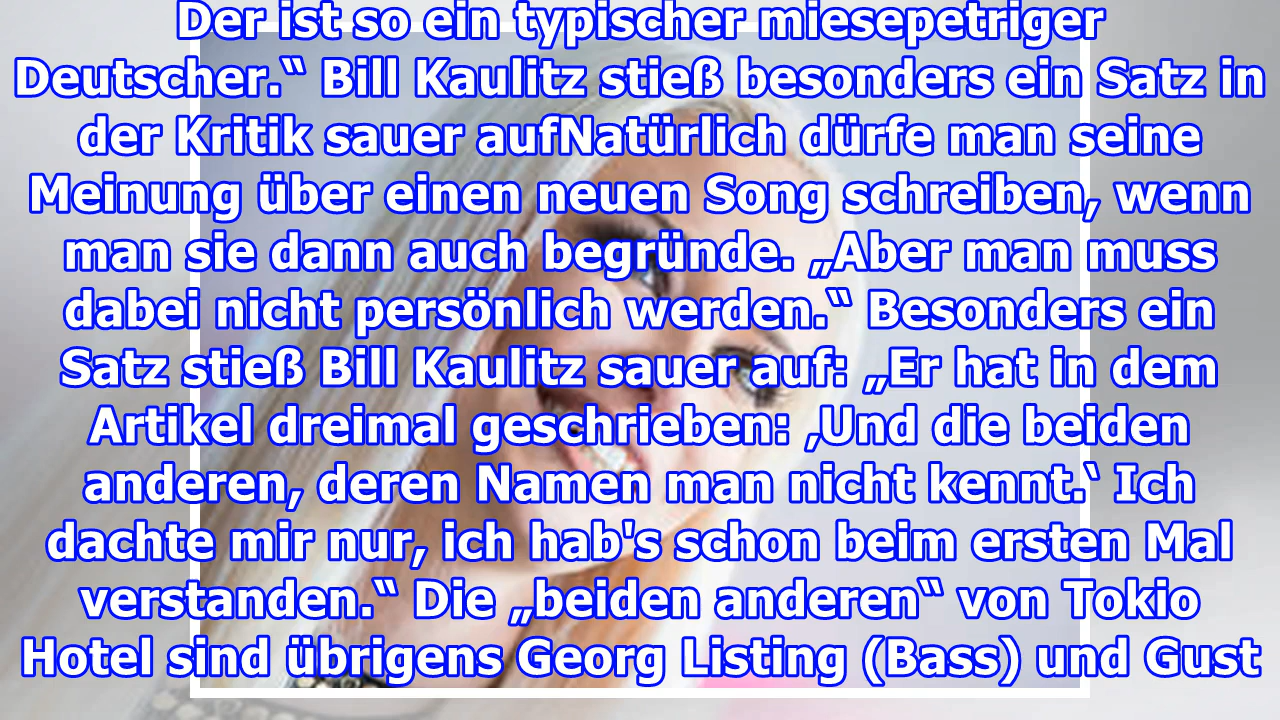 Der ist so ein typischer miesepetriger
Deutscher.“ Bill Kaulitz stieß besonders ein Satz in
der Kritik sauer aufNatürlich dürfe man seine
Meinung über einen neuen Song schreiben, wenn
man sie dann auch begründe. „Aber man muss
dabei nicht persönlich werden.“ Besonders ein
Satz stieß Bill Kaulitz sauer auf: „Er hat in dem
Artikel dreimal geschrieben: ‚Und die beiden
anderen, deren Namen man nicht kennt.‘ Ich
dachte mir nur, ich hab's schon beim ersten Mal
verstanden.“ Die „beiden anderen“ von Tokio
Hotel sind übrigens Georg Listing (Bass) und Gust